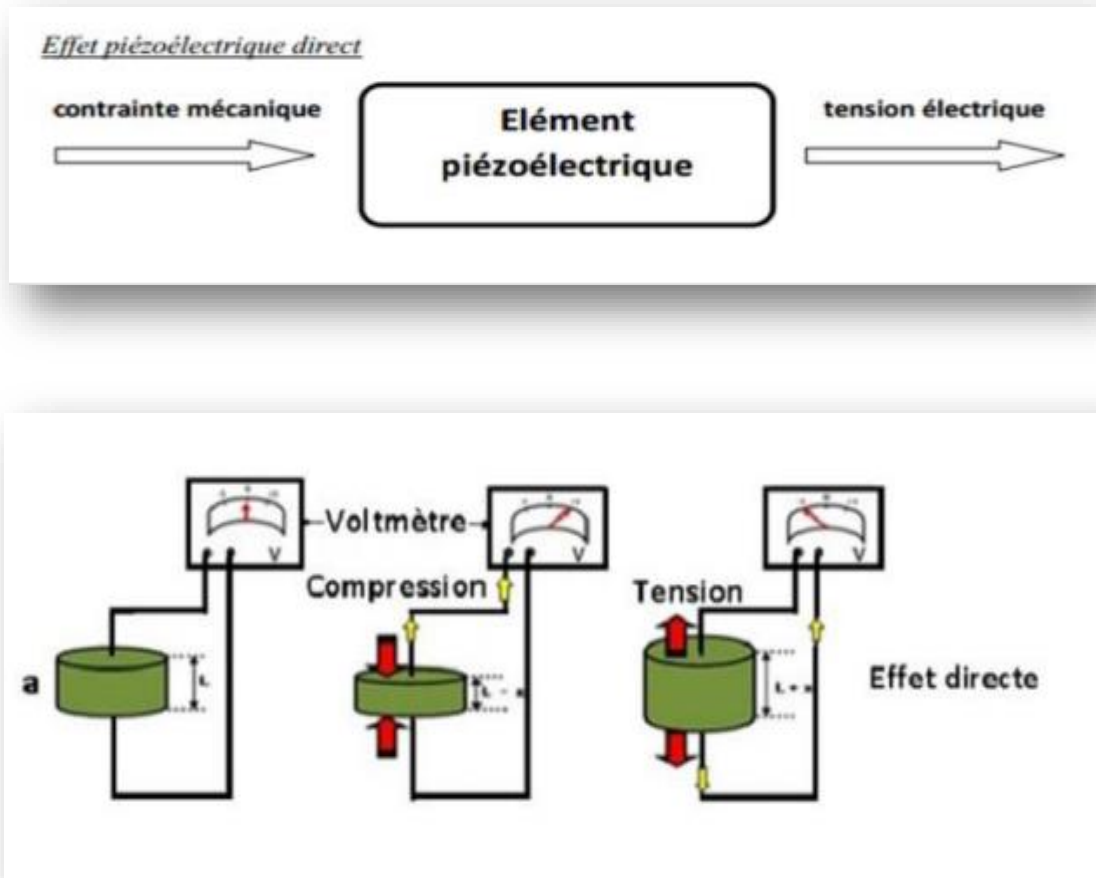 Effet piézoélectrique direct
contrainte mécanique
Elément
piézoélectrique
tension électrique
Voltmètre
V
V
V
Compression
Tension
a
L
L - x
L + x
Effet directe